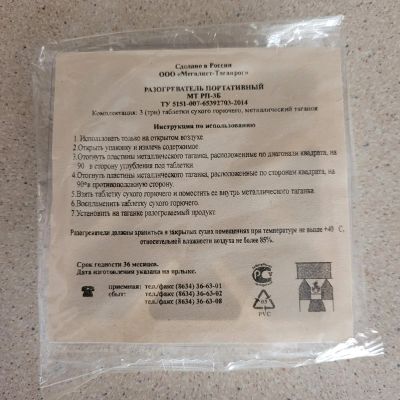 Сделано в России
ООО «Металист-Таганрог»
РАЗОГРЕВАТЕЛЬ ПОРТАТИВНЫЙ
МТ РП-3Б
ТУ 5151-007-65392703-2014
Комплектация: 3 (три) таблетки сухого горючего, металлический таганок
Инструкция по использованию
1. Использовать только на открытом воздухе
2.Открыть упаковку и извлечь содержимое
3.Отогнуть пластины металлического таганка, расположенные по диагонали квадрата, на
90 в сторону углубления под таблетки.
4.Отогнуть пластины металлического таганка, расположенные по сторонам квадрата, на
90° в противоположную сторону.
5.Взять таблетку сухого горючего и поместить ее внутрь металлического таганка.
6.Воспламенить таблетку сухого горючего.
7.Установить на таганке разогреваемый продукт
Разогреватели должны храниться в закрытых сухих помещениях при температуре не выше +40 С,
относительной влажности воздуха не более 85%.
Срок годности 36 месяцев.
Дата изготовления указана на ярлыке.
приемная: тел./факс (8634) 36-63-01
сбыт: тел./факс (8634) 36-63-02
тел./факс (8634) 36-63-08
РСТ
03
PVC